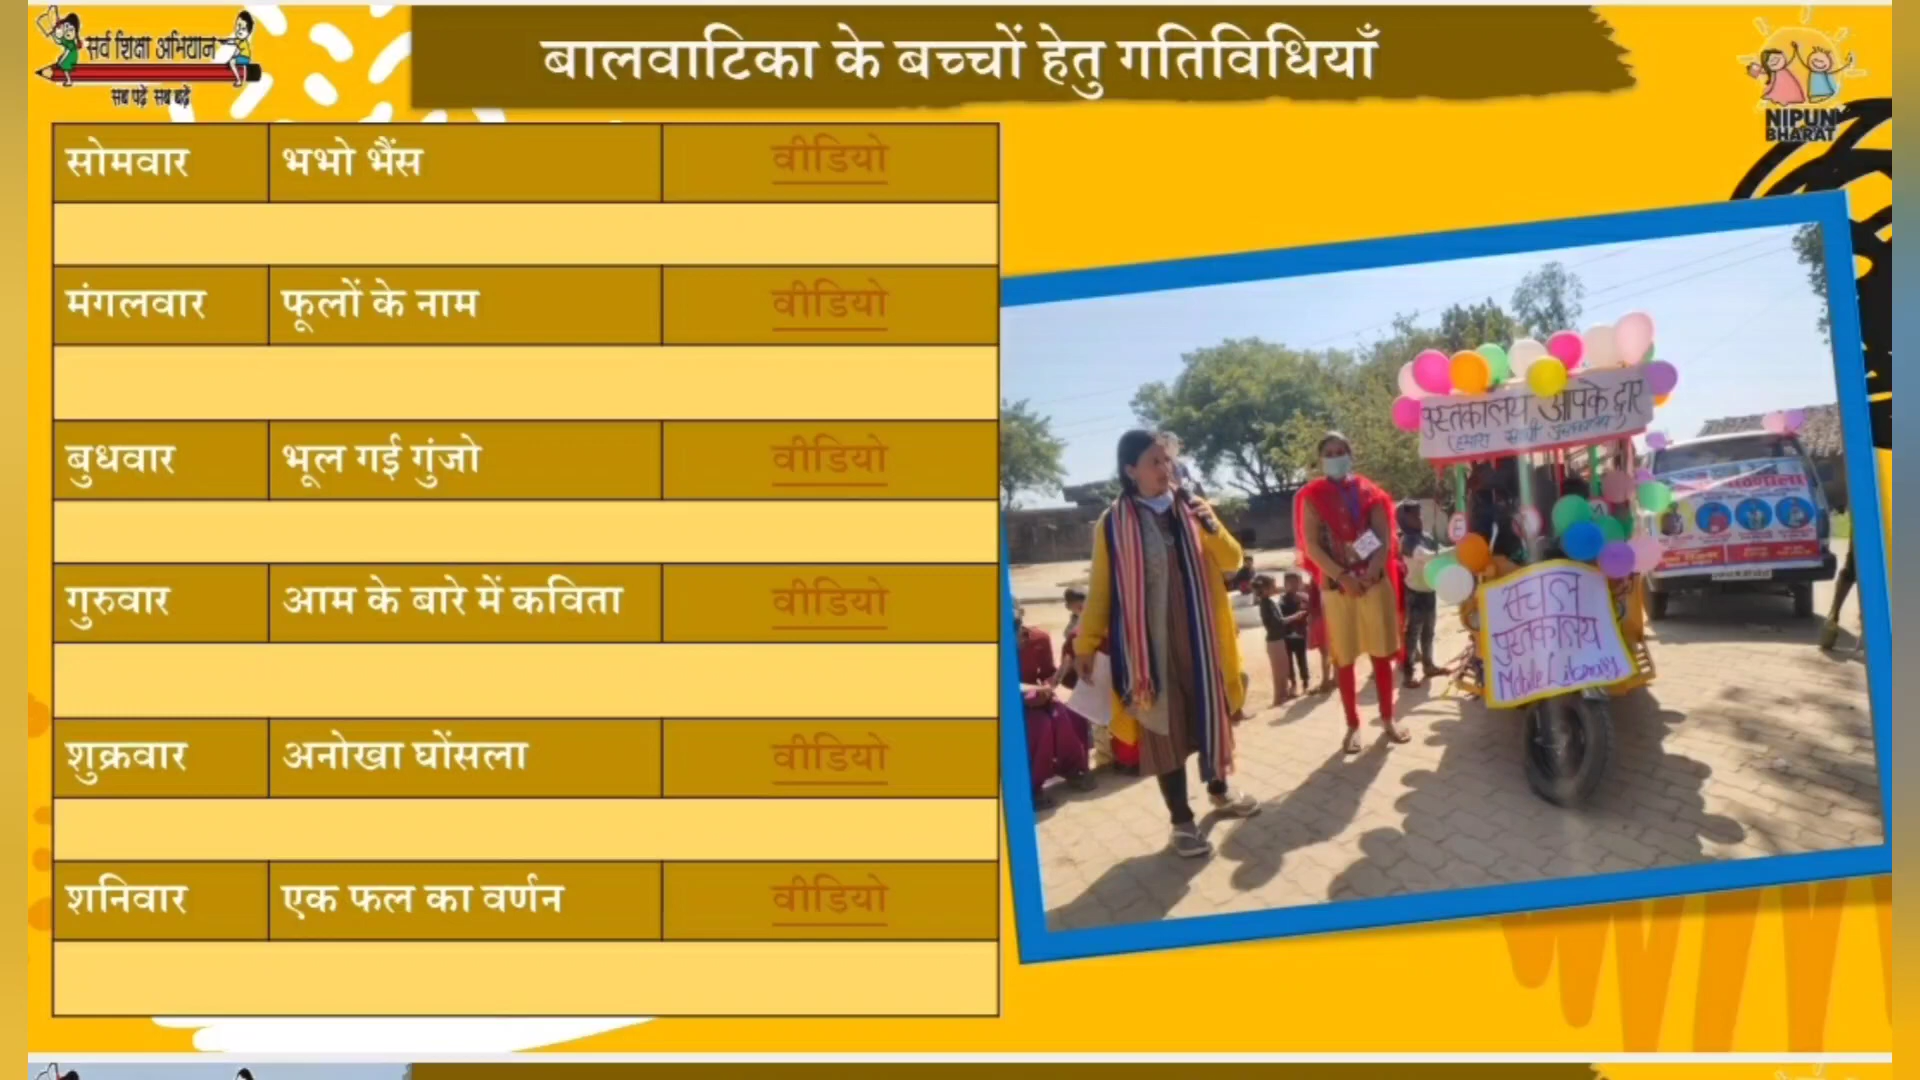 सर्व शिक्षा अभियान
सब पढ़ें सब बढ़ें
बालवाटिका के बच्चों हेतु गतिविधियाँ
NIPUN
BHARAT
सोमवार भभो भैंस वीडियो
मंगलवार फूलों के नाम वीडियो
बुधवार भूल गई गुंजो वीडियो
गुरुवार आम के बारे में कविता वीडियो
शुक्रवार अनोखा घोंसला वीडियो
शनिवार एक फल का वर्णन वीडियो
पुस्तकालय आपके द्वार
सचल
पुस्तकालय
Mobile Library